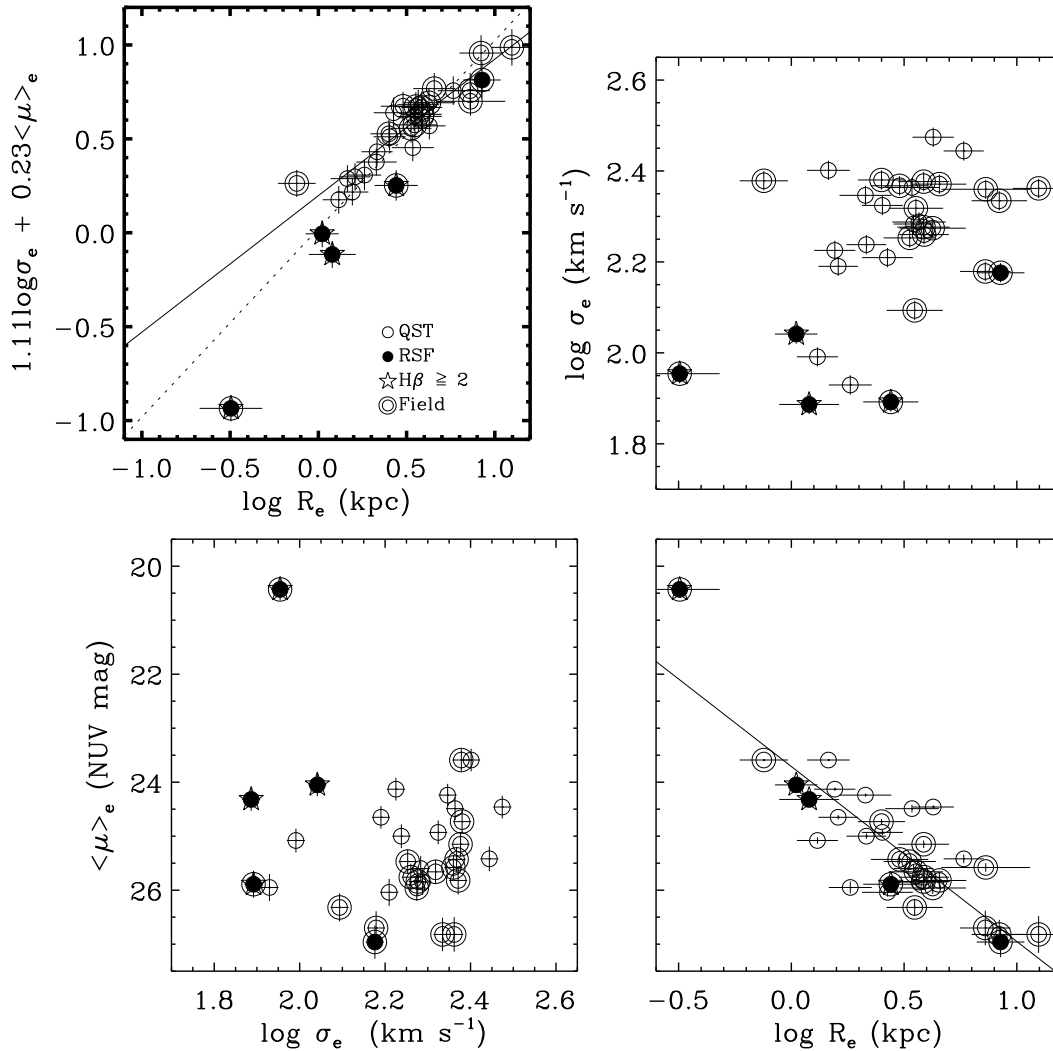 1.11logσe + 0.23<μ>e
1.0
0.5
0.0
−0.5
−1.0
○ QST
● RSF
☆ Hβ ≧ 2
◎ Field
−1.0 −0.5 0.0 0.5 1.0
log Re (kpc)
log σe (km s⁻¹)
2.6
2.4
2.2
2.0
1.8
<μ>e (NUV mag)
20
22
24
26
1.8 2.0 2.2 2.4 2.6
log σe (km s⁻¹)
−0.5 0.0 0.5 1.0
log Re (kpc)